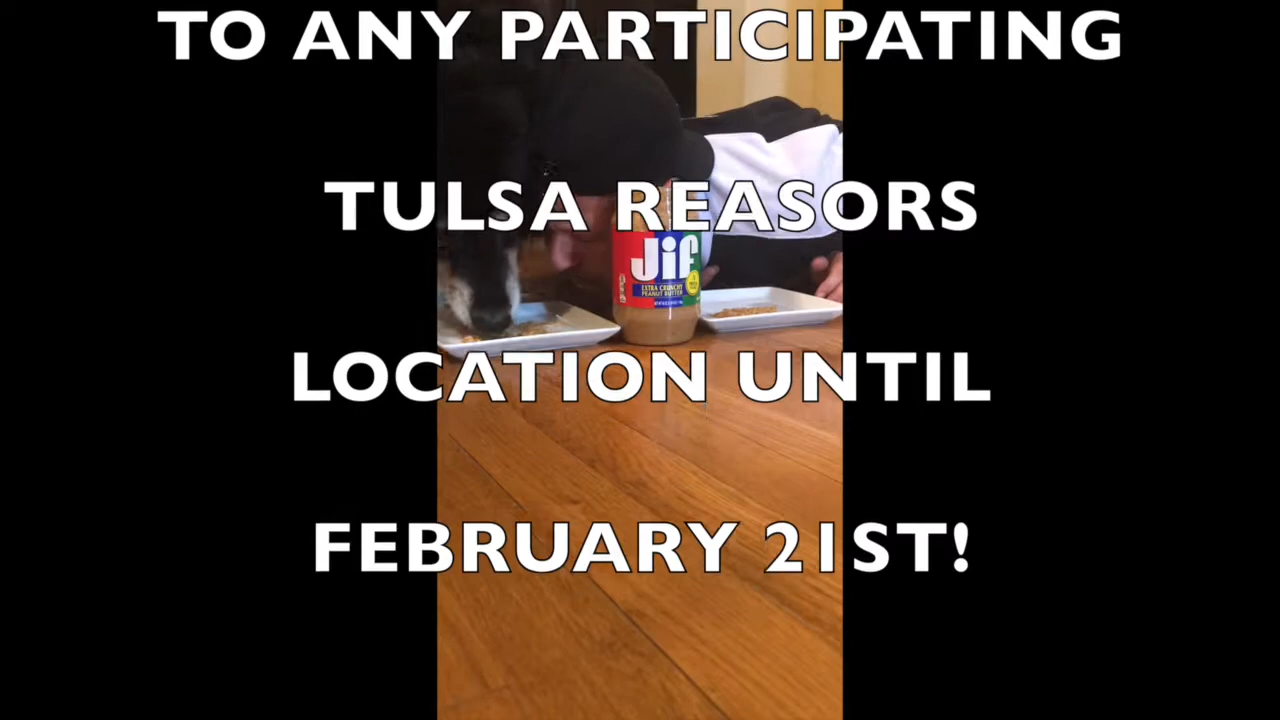 TO ANY PARTICIPATING
TULSA REASORS
Jif
EXTRA CRUNCHY
PEANUT BUTTER
LOCATION UNTIL
FEBRUARY 21ST!